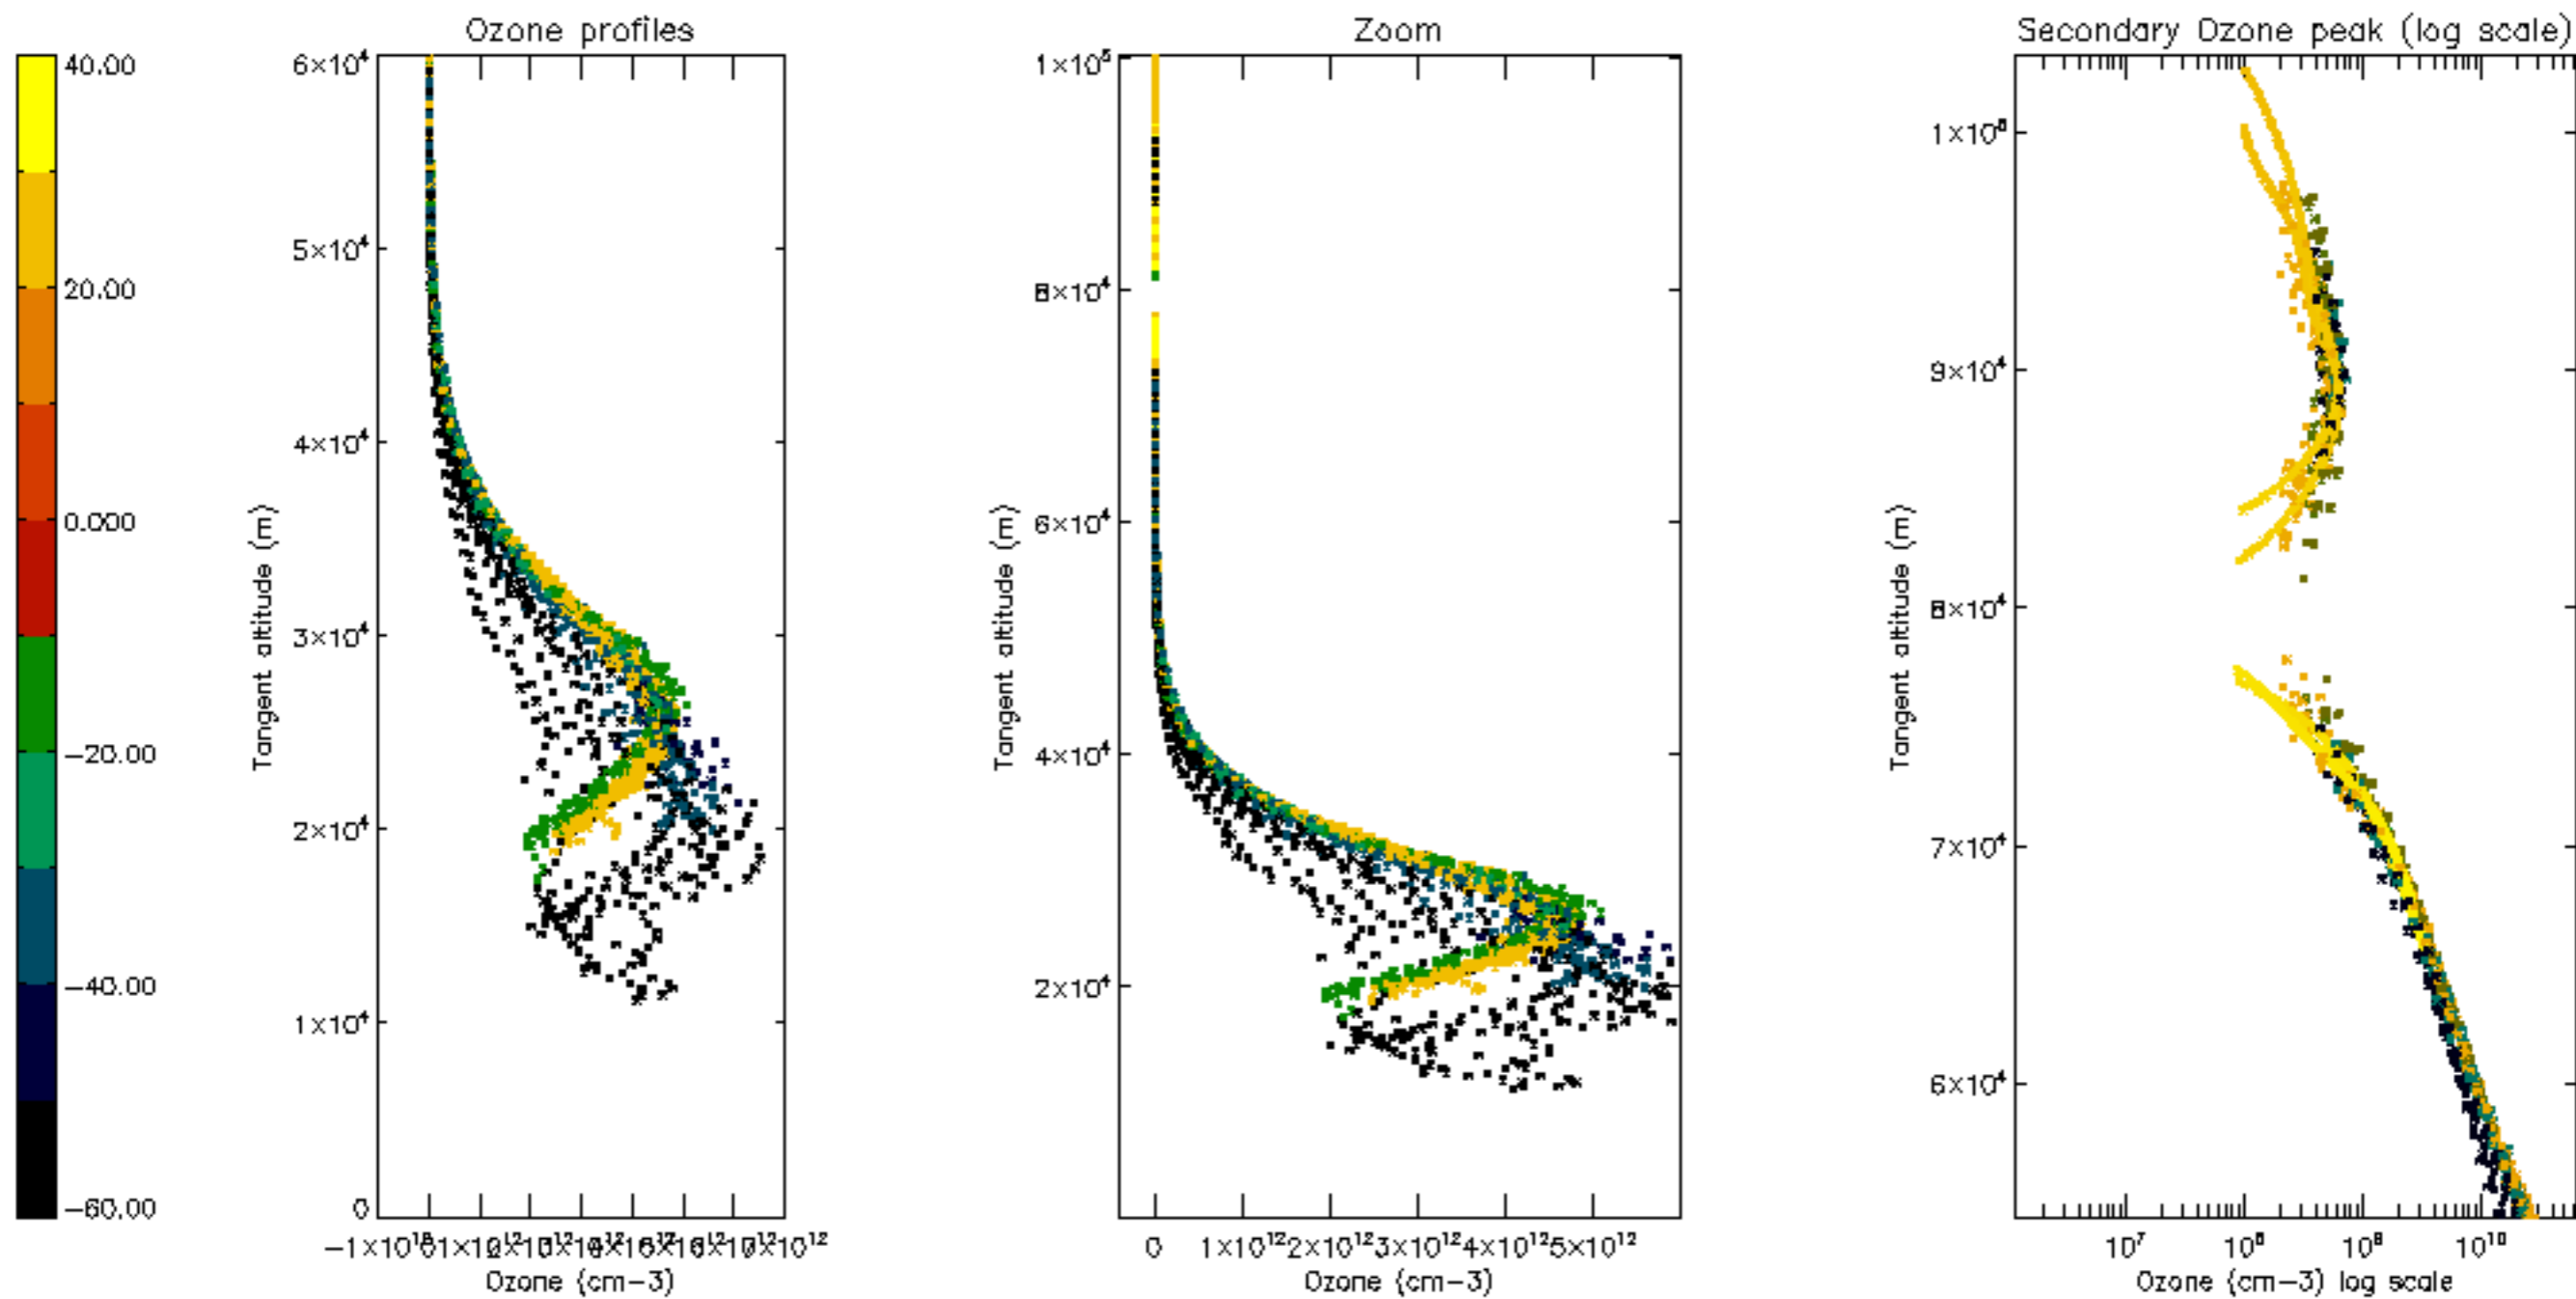 Ozone profiles
Zoom
Secondary Ozone peak (log scale)
40.00
20.00
0.000
−20.00
−40.00
−60.00
6×10⁴
5×10⁴
4×10⁴
3×10⁴
2×10⁴
1×10⁴
0
Tangent altitude (m)
Ozone (cm−3)
1×10⁵
8×10⁴
6×10⁴
4×10⁴
2×10⁴
Tangent altitude (m)
0 1×10¹² 2×10¹² 3×10¹² 4×10¹² 5×10¹²
Ozone (cm−3)
9×10⁴
8×10⁴
7×10⁴
6×10⁴
Tangent altitude (m)
10⁷ 10⁸ 10⁹ 10¹⁰
Ozone (cm−3) log scale